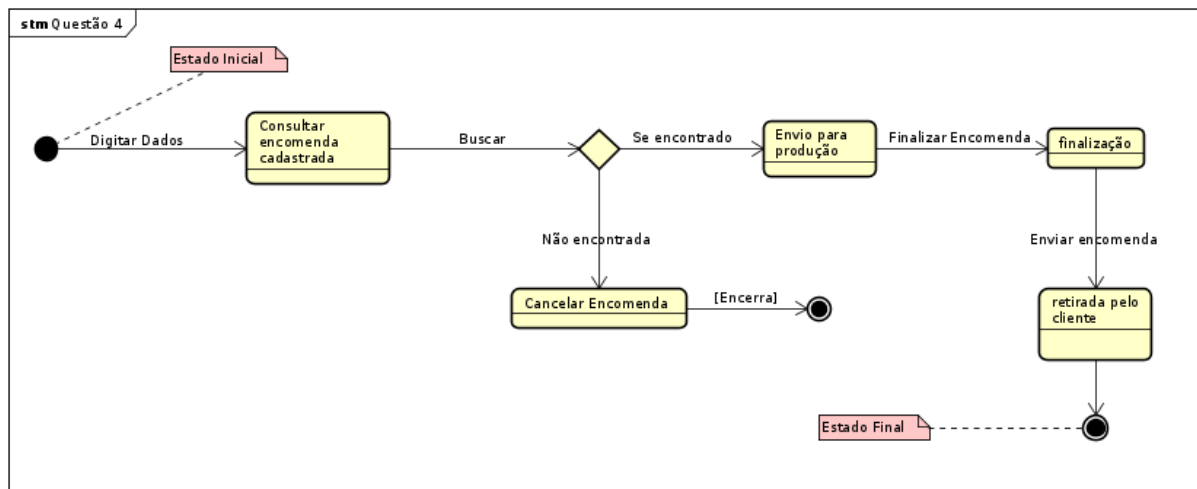 stm Questão 4
Estado Inicial
Digitar Dados
Consultar
encomenda
cadastrada
Buscar
Se encontrado
Envio para
produção
Finalizar Encomenda
finalização
Não encontrada
Enviar encomenda
Cancelar Encomenda
[Encerra]
retirada pelo
cliente
Estado Final